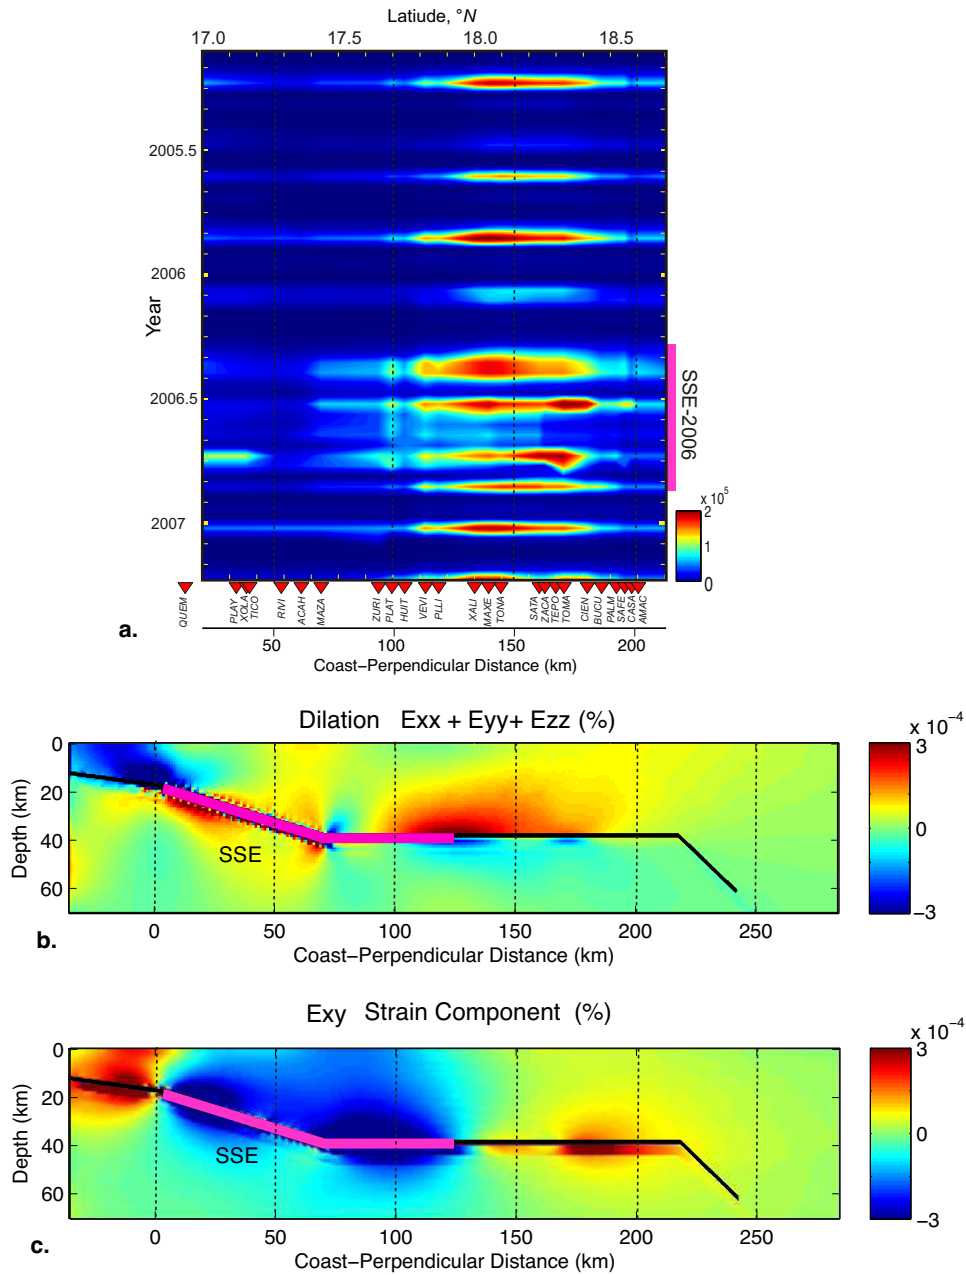 Latiude, °N
17.0 17.5 18.0 18.5
Year
2005.5
2006
2006.5
2007
SSE-2006
x 10⁵
2
1
0
QUEM PLAY XOLA TICO RIVI ACAH MAZA ZURI PLAT HUIT VEVI PLLI XALI MAXE TONA SATA ZACA TEPO TOMA CIEN BUCU PALM SAFE CASA AMAC
a.
50 100 150 200
Coast–Perpendicular Distance (km)
Dilation Exx + Eyy+ Ezz (%)
x 10⁻⁴
3
0
−3
Depth (km)
0
20
40
60
SSE
b.
0 50 100 150 200 250
Coast–Perpendicular Distance (km)
Exy Strain Component (%)
x 10⁻⁴
3
0
−3
Depth (km)
0
20
40
60
SSE
c.
0 50 100 150 200 250
Coast–Perpendicular Distance (km)